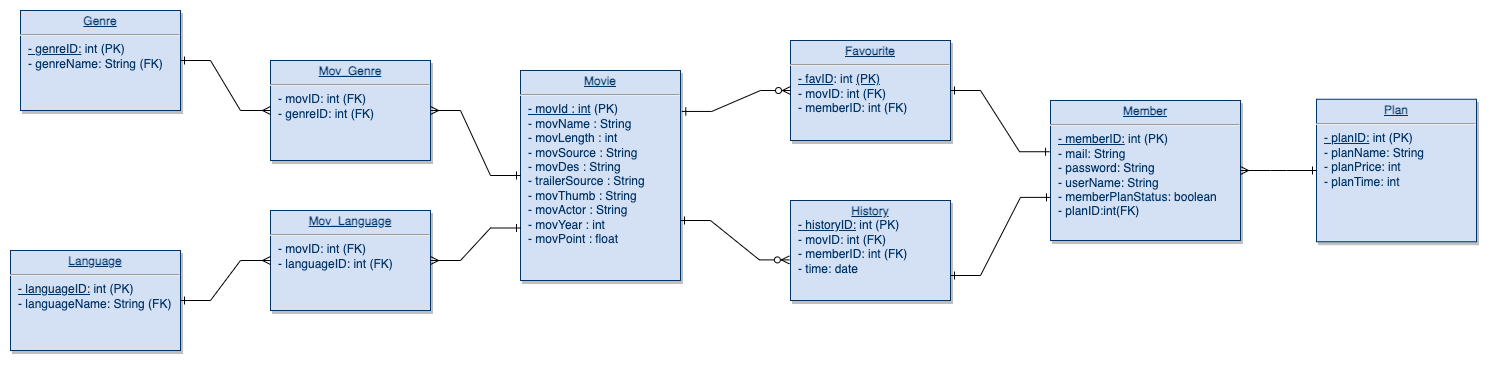 Genre
- genreID: int (PK)
- genreName: String (FK)
Mov_Genre
- movID: int (FK)
- genreID: int (FK)
Language
- languageID: int (PK)
- languageName: String (FK)
Mov_Language
- movID: int (FK)
- languageID: int (FK)
Movie
- movId : int (PK)
- movName : String
- movLength : int
- movSource : String
- movDes : String
- trailerSource : String
- movThumb : String
- movActor : String
- movYear : int
- movPoint : float
Favourite
- favID: int (PK)
- movID: int (FK)
- memberID: int (FK)
History
- historyID: int (PK)
- movID: int (FK)
- memberID: int (FK)
- time: date
Member
- memberID: int (PK)
- mail: String
- password: String
- userName: String
- memberPlanStatus: boolean
- planID:int(FK)
Plan
- planID: int (PK)
- planName: String
- planPrice: int
- planTime: int